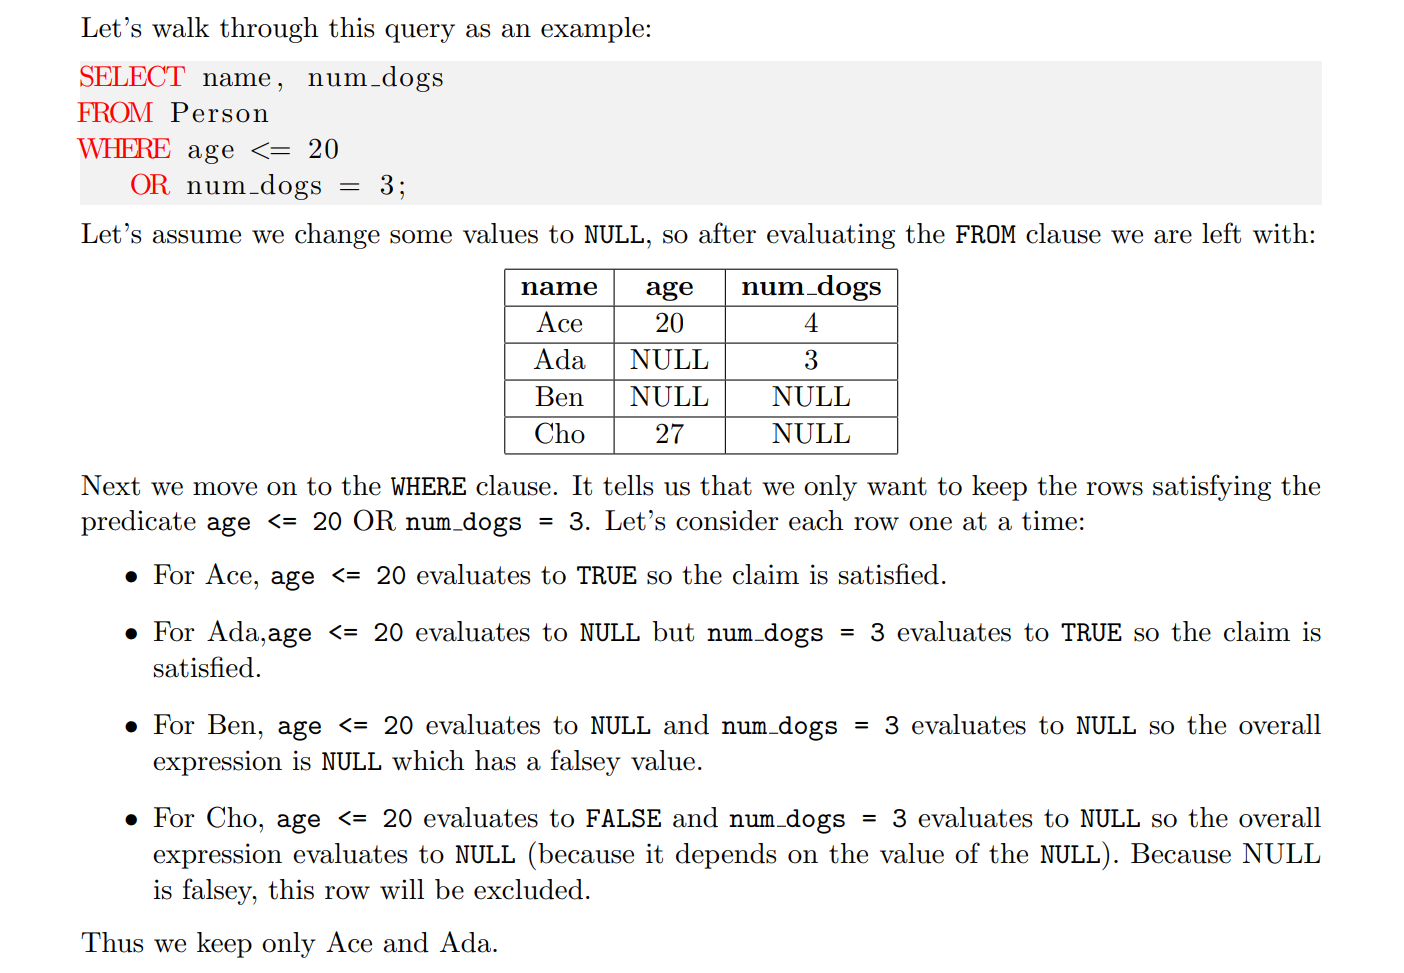 Let's walk through this query as an example:
SELECT name, num_dogs
FROM Person
WHERE age <= 20
OR num_dogs = 3;
Let's assume we change some values to NULL, so after evaluating the FROM clause we are left with:
name age num_dogs
Ace 20 4
Ada NULL 3
Ben NULL NULL
Cho 27 NULL
Next we move on to the WHERE clause. It tells us that we only want to keep the rows satisfying the
predicate age <= 20 OR num_dogs = 3. Let's consider each row one at a time:
• For Ace, age <= 20 evaluates to TRUE so the claim is satisfied.
• For Ada,age <= 20 evaluates to NULL but num_dogs = 3 evaluates to TRUE so the claim is
satisfied.
• For Ben, age <= 20 evaluates to NULL and num_dogs = 3 evaluates to NULL so the overall
expression is NULL which has a falsey value.
• For Cho, age <= 20 evaluates to FALSE and num_dogs = 3 evaluates to NULL so the overall
expression evaluates to NULL (because it depends on the value of the NULL). Because NULL
is falsey, this row will be excluded.
Thus we keep only Ace and Ada.